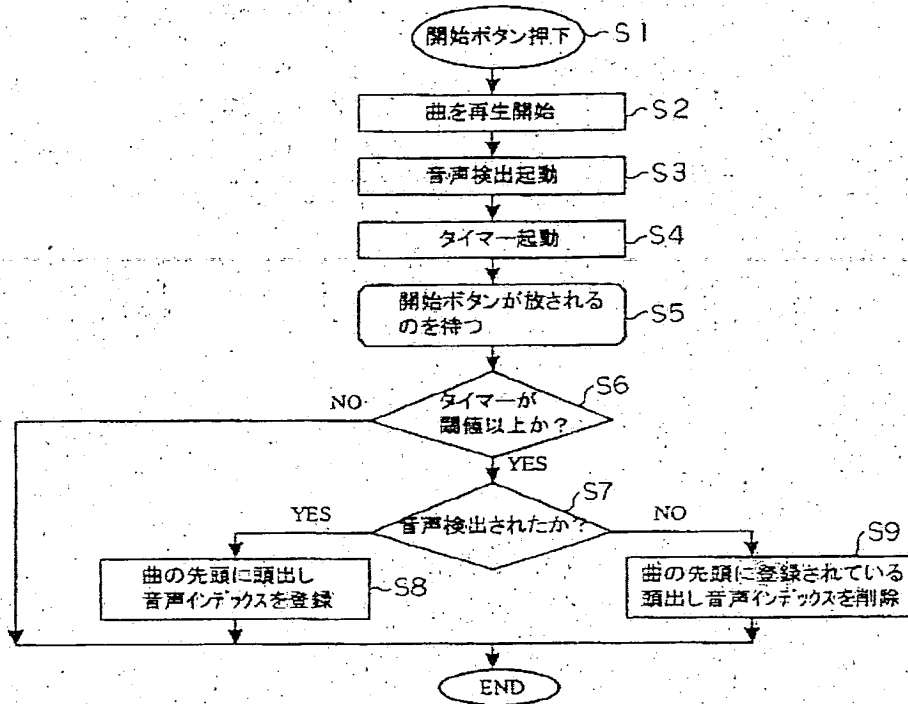 開始ボタン押下
S1
曲を再生開始
S2
音声検出起動
S3
タイマー起動
S4
開始ボタンが放される
のを待つ
S5
S6
タイマーが
閾値以上か?
NO
YES
S7
音声検出されたか?
YES
NO
曲の先頭に頭出し
音声インデックスを登録
S8
S9
曲の先頭に登録されている
頭出し音声インデックスを削除
END